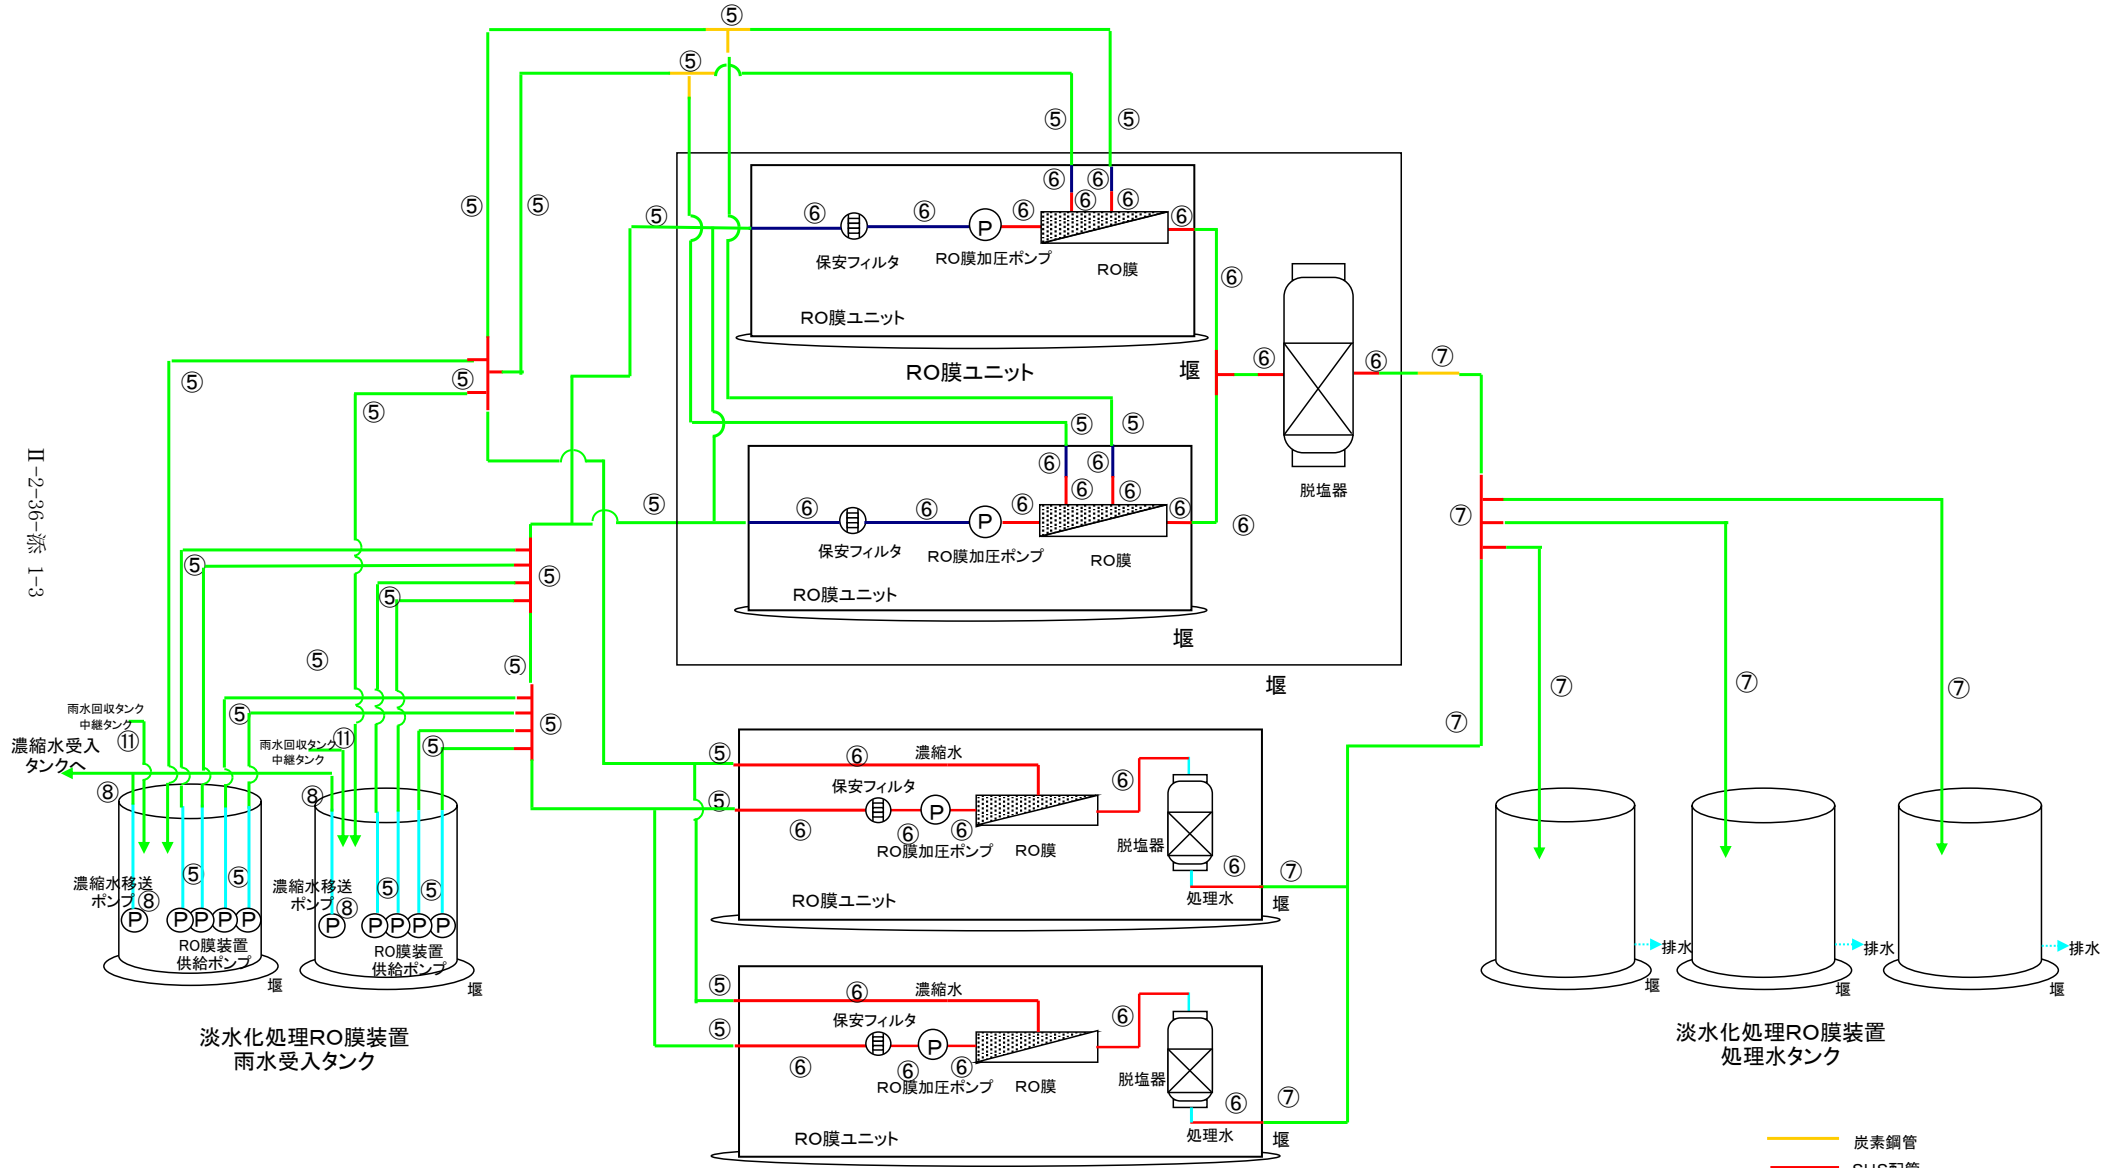 ⑤
⑤
⑤
⑤
⑤
⑤
⑥
⑥
⑥
⑥
⑤
⑥
⑥
⑥
⑥
保安フィルタ
RO膜加圧ポンプ
RO膜
P
RO膜ユニット
RO膜ユニット
堰
⑥
⑥
⑥
⑦
⑤
⑤
⑤
⑤
⑤
⑤
⑥
⑥
⑥
⑥
⑤
⑥
⑥
⑥
⑥
⑥
P
保安フィルタ
RO膜加圧ポンプ
RO膜
RO膜ユニット
堰
堰
脱塩器
⑦
Ⅱ-2-36-添 1-3
⑤
⑤
⑤
⑤
⑤
⑤
⑤
⑤
⑦
⑦
⑦
⑦
雨水回収タンク
中継タンク
⑪
濃縮水受入
タンクへ
雨水回収タンク
中継タンク
⑪
⑧
⑧
濃縮水移送
ポンプ
⑧
P
⑤
⑤
P
P
P
P
RO膜装置
供給ポンプ
堰
濃縮水移送
ポンプ
⑧
P
⑤
⑤
P
P
P
P
RO膜装置
供給ポンプ
堰
淡水化処理RO膜装置
雨水受入タンク
⑤
⑥
濃縮水
⑤
保安フィルタ
⑥
⑥
⑥
⑥
P
RO膜加圧ポンプ
RO膜
脱塩器
⑥
⑦
処理水
堰
RO膜ユニット
⑤
⑥
濃縮水
⑤
保安フィルタ
⑥
⑥
⑥
⑥
P
RO膜加圧ポンプ
RO膜
脱塩器
⑥
⑦
処理水
堰
RO膜ユニット
排水
排水
排水
堰
堰
堰
淡水化処理RO膜装置
処理水タンク
炭素鋼管
SUS配管